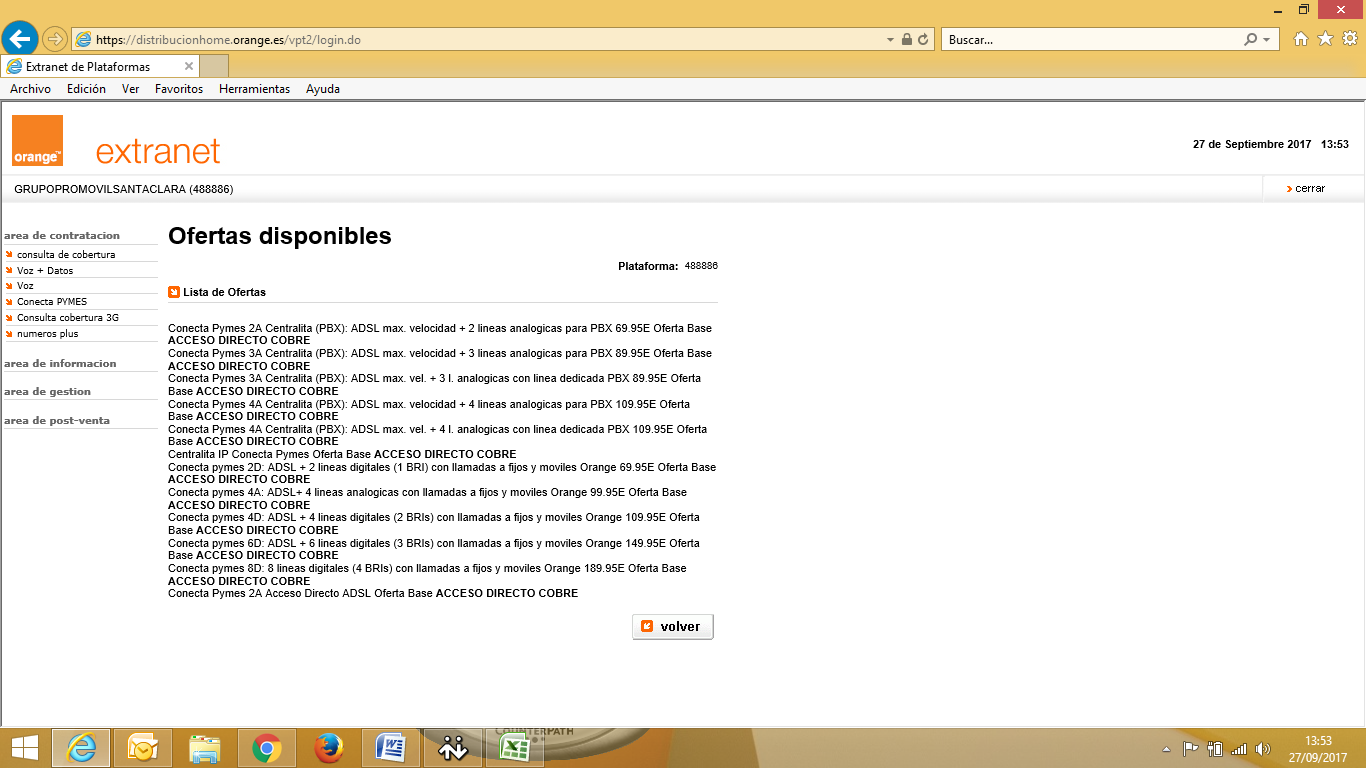 https://distribucionhome.orange.es/vpt2/login.do
Buscar...
Extranet de Plataformas
Archivo Edición Ver Favoritos Herramientas Ayuda
orange™
extranet
27 de Septiembre 2017 13:53
GRUPOPROMOVILSANTACLARA (488886)
cerrar
area de contratacion
consulta de cobertura
Voz + Datos
Voz
Conecta PYMES
Consulta cobertura 3G
numeros plus
area de informacion
area de gestion
area de post-venta
Ofertas disponibles
Plataforma: 488886
Lista de Ofertas
Conecta Pymes 2A Centralita (PBX): ADSL max. velocidad + 2 lineas analogicas para PBX 69.95E Oferta Base
ACCESO DIRECTO COBRE
Conecta Pymes 3A Centralita (PBX): ADSL max. velocidad + 3 lineas analogicas para PBX 89.95E Oferta Base
ACCESO DIRECTO COBRE
Conecta Pymes 3A Centralita (PBX): ADSL max. vel. + 3 l. analogicas con linea dedicada PBX 89.95E Oferta
Base ACCESO DIRECTO COBRE
Conecta Pymes 4A Centralita (PBX): ADSL max. velocidad + 4 lineas analogicas para PBX 109.95E Oferta
Base ACCESO DIRECTO COBRE
Conecta Pymes 4A Centralita (PBX): ADSL max. vel. + 4 l. analogicas con linea dedicada PBX 109.95E Oferta
Base ACCESO DIRECTO COBRE
Centralita IP Conecta Pymes Oferta Base ACCESO DIRECTO COBRE
Conecta pymes 2D: ADSL + 2 lineas digitales (1 BRI) con llamadas a fijos y moviles Orange 69.95E Oferta Base
ACCESO DIRECTO COBRE
Conecta pymes 4A: ADSL+ 4 lineas analogicas con llamadas a fijos y moviles Orange 99.95E Oferta Base
ACCESO DIRECTO COBRE
Conecta pymes 4D: ADSL + 4 lineas digitales (2 BRIs) con llamadas a fijos y moviles Orange 109.95E Oferta
Base ACCESO DIRECTO COBRE
Conecta pymes 6D: ADSL + 6 lineas digitales (3 BRIs) con llamadas a fijos y moviles Orange 149.95E Oferta
Base ACCESO DIRECTO COBRE
Conecta pymes 8D: 8 lineas digitales (4 BRIs) con llamadas a fijos y moviles Orange 189.95E Oferta Base
ACCESO DIRECTO COBRE
Conecta Pymes 2A Acceso Directo ADSL Oferta Base ACCESO DIRECTO COBRE
volver
COUNTERPATH
13:53
27/09/2017